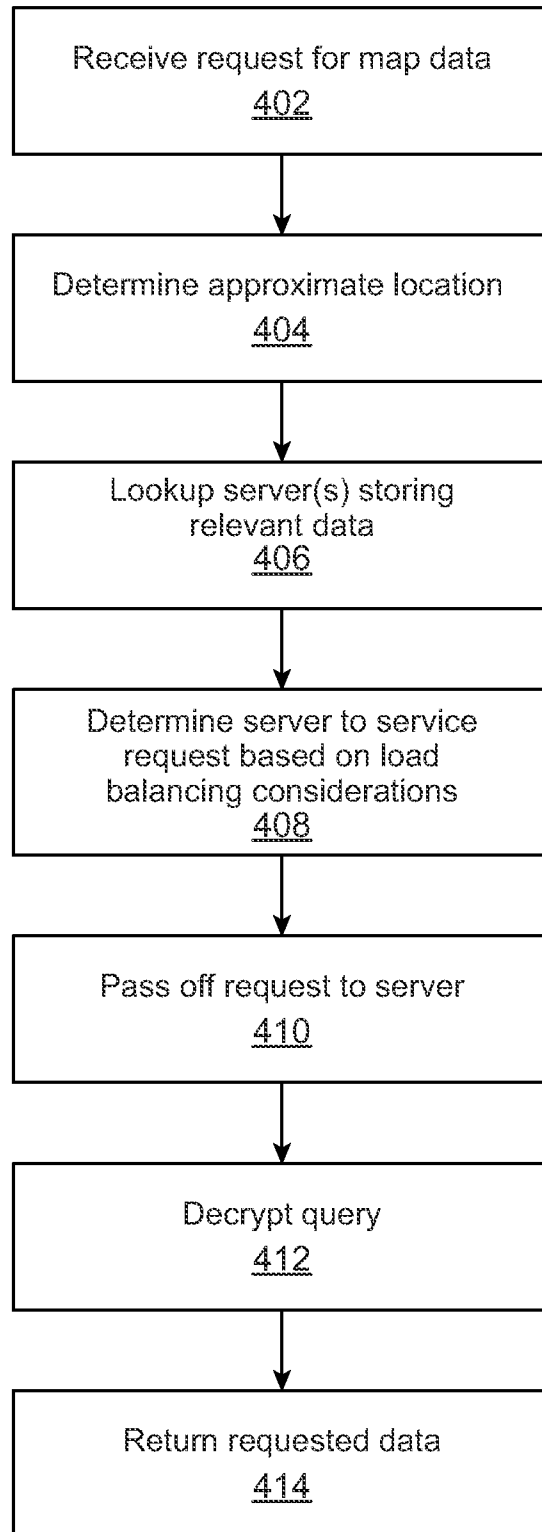 Receive request for map data
402
Determine approximate location
404
Lookup server(s) storing
relevant data
406
Determine server to service
request based on load
balancing considerations
408
Pass off request to server
410
Decrypt query
412
Return requested data
414